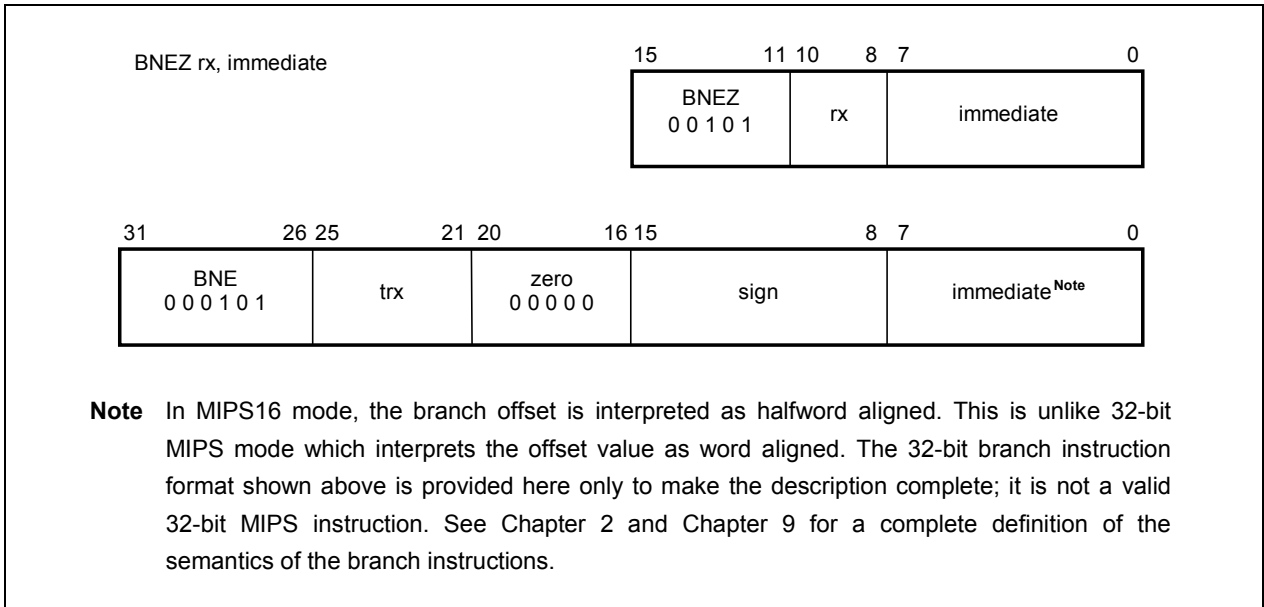 BNEZ rx, immediate
15 11 10 8 7 0
BNEZ
0 0 1 0 1
rx
immediate
31 26 25 21 20 16 15 8 7 0
BNE
0 0 0 1 0 1
trx
zero
0 0 0 0 0
sign
immediate Note
Note In MIPS16 mode, the branch offset is interpreted as halfword aligned. This is unlike 32-bit
MIPS mode which interprets the offset value as word aligned. The 32-bit branch instruction
format shown above is provided here only to make the description complete; it is not a valid
32-bit MIPS instruction. See Chapter 2 and Chapter 9 for a complete definition of the
semantics of the branch instructions.